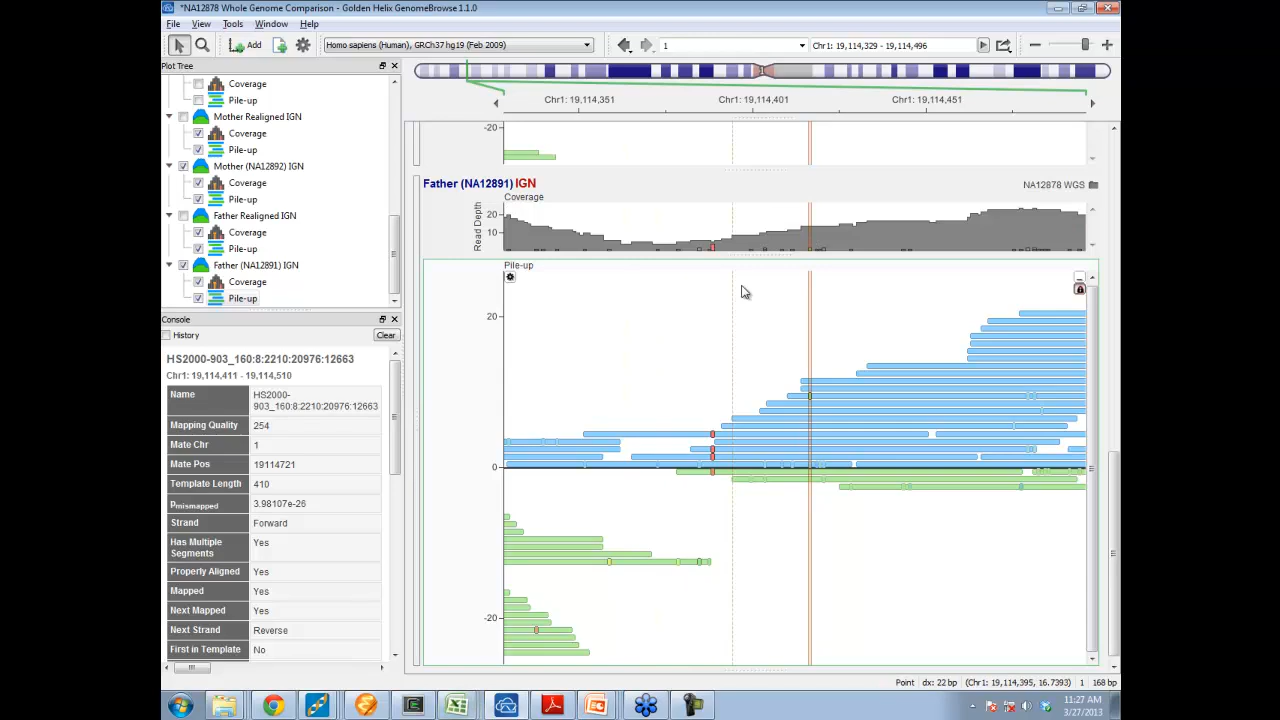 *NA12878 Whole Genome Comparison - Golden Helix GenomeBrowse 1.1.0
File View Tools Window Help
Add
Homo sapiens (Human), GRCh37 hg19 (Feb 2009)
1
Chr1: 19,114,329 - 19,114,496
Plot Tree
1
Coverage
Pile-up
Mother Realigned IGN
Coverage
Pile-up
Mother (NA12892) IGN
Coverage
Pile-up
Father Realigned IGN
Coverage
Pile-up
Father (NA12891) IGN
Coverage
Pile-up
Console
History
Clear
HS2000-903_160:8:2210:20976:12663
Chr1: 19,114,411 - 19,114,510
Name HS2000-
903_160:8:2210:20976:12663
Mapping Quality 254
Mate Chr 1
Mate Pos 19114721
Template Length 410
pmismapped 3.98107e-26
Strand Forward
Has Multiple
Segments Yes
Properly Aligned Yes
Mapped Yes
Next Mapped Yes
Next Strand Reverse
First in Template No
Chr1: 19,114,351 Chr1: 19,114,401 Chr1: 19,114,451
-20
Father (NA12891) IGN
NA12878 WGS
Coverage
Read Depth
20
10
Pile-up
20
0
-20
Point dx: 22 bp (Chr1: 19,114,395, 16.7393) 1 168 bp
11:27 AM
3/27/2013